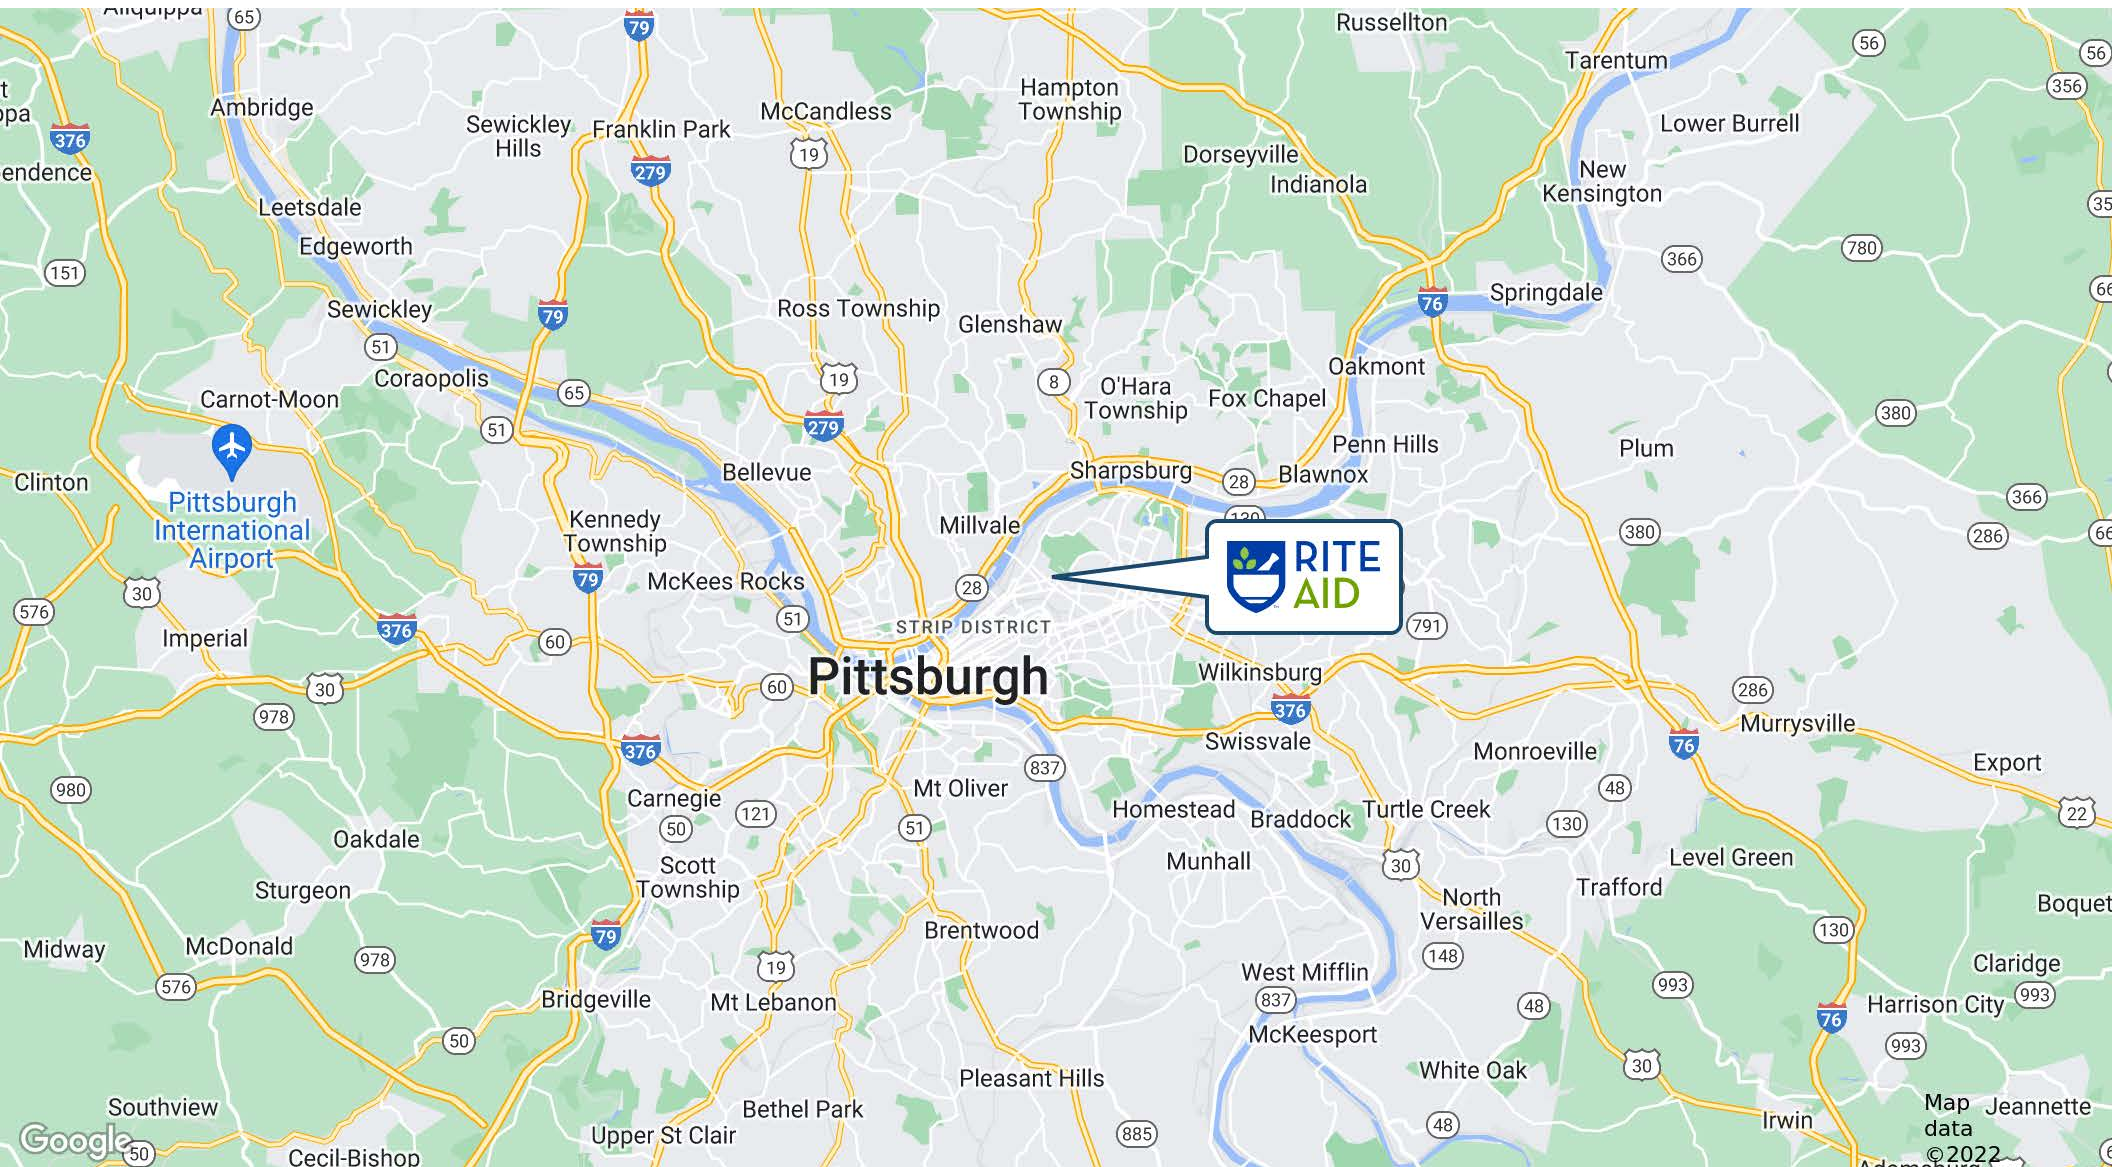 Aliquippa
65
79
Russellton
56
56
Tarentum
356
Hampton
Township
Ambridge
McCandless
Sewickley
Hills
Franklin Park
Lower Burrell
376
19
Dorseyville
279
endence
Indianola
New
Kensington
Leetsdale
Edgeworth
151
366
780
Sewickley
79
Ross Township
Glenshaw
76
Springdale
51
Coraopolis
65
19
8
O'Hara
Township
Oakmont
Fox Chapel
Carnot-Moon
51
279
380
Penn Hills
Plum
Clinton
Bellevue
Sharpsburg
28
Blawnox
366
Pittsburgh
International
Airport
Kennedy
Township
Millvale
130
380
286
RITE
AID
30
79
McKees Rocks
28
576
376
51
STRIP DISTRICT
791
Imperial
60
Pittsburgh
Wilkinsburg
30
60
286
978
376
Murrysville
376
Swissvale
76
Monroeville
837
Export
980
Carnegie
Mt Oliver
48
50
121
Homestead
Braddock
Turtle Creek
22
51
130
Oakdale
Scott
Township
Munhall
30
Level Green
Sturgeon
Trafford
North
Versailles
Boquet
79
Brentwood
130
Midway
McDonald
978
19
148
West Mifflin
Claridge
576
993
993
Bridgeville
Mt Lebanon
837
48
Harrison City
76
50
McKeesport
993
White Oak
30
Pleasant Hills
Southview
Bethel Park
Map
data
©2022
Jeannette
Google
50
Upper St Clair
885
48
Irwin
Cecil-Bishop